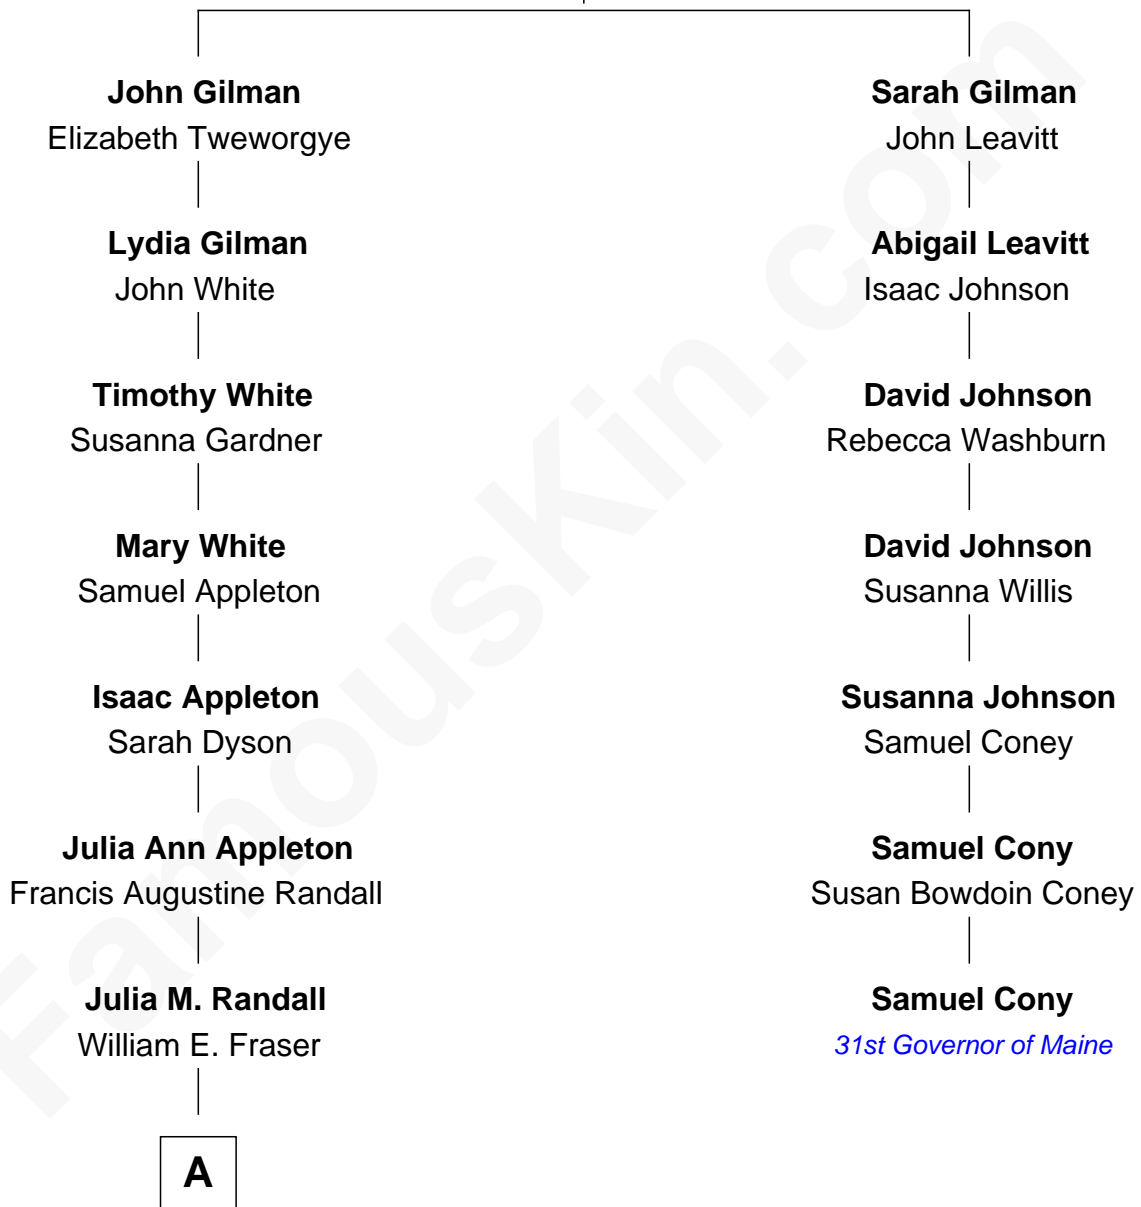 John Gilman
Elizabeth Tweworgye
Sarah Gilman
John Leavitt
Lydia Gilman
John White
Abigail Leavitt
Isaac Johnson
Timothy White
Susanna Gardner
David Johnson
Rebecca Washburn
Mary White
Samuel Appleton
David Johnson
Susanna Willis
Isaac Appleton
Sarah Dyson
Susanna Johnson
Samuel Coney
Julia Ann Appleton
Francis Augustine Randall
Samuel Cony
Susan Bowdoin Coney
Julia M. Randall
William E. Fraser
Samuel Cony
31st Governor of Maine
A
FamousKin.com